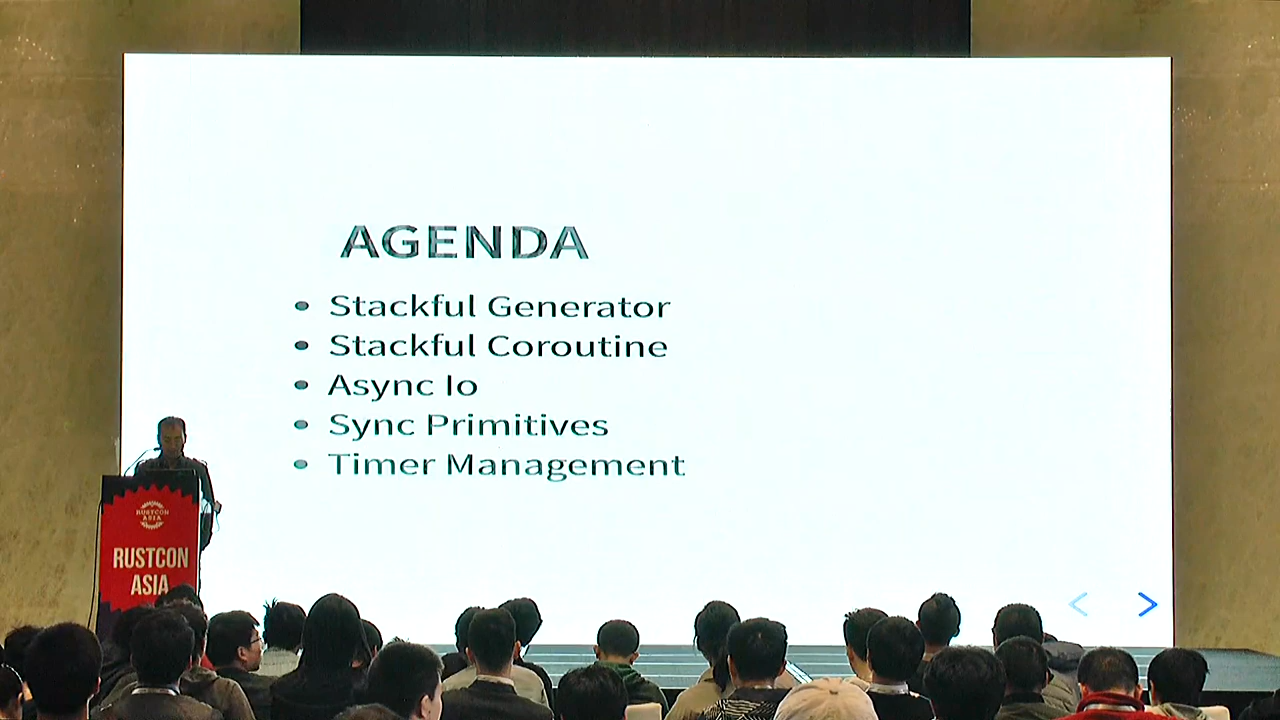 AGENDA
• Stackful Generator
• Stackful Coroutine
• Async Io
• Sync Primitives
• Timer Management
RUSTCON
ASIA
RUSTCON
ASIA